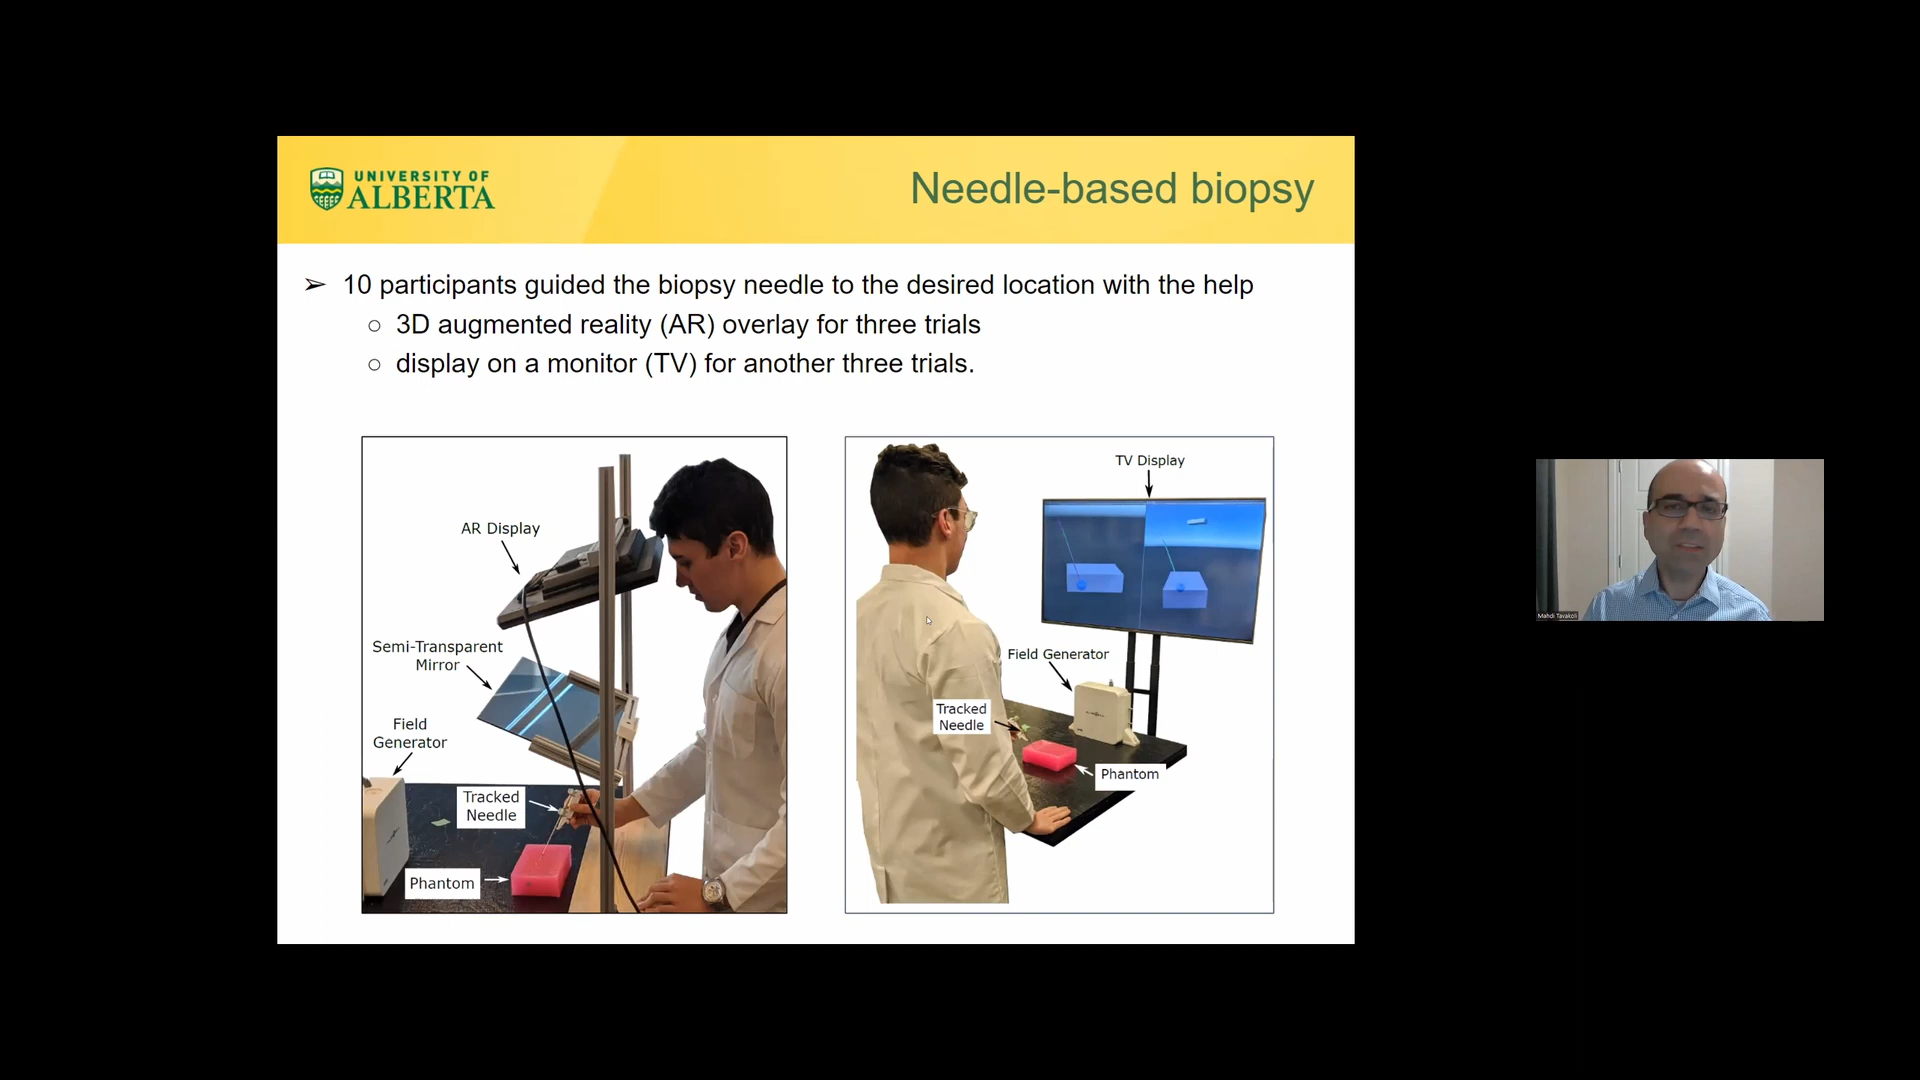 UNIVERSITY OF
ALBERTA
Needle-based biopsy
➢ 10 participants guided the biopsy needle to the desired location with the help
○ 3D augmented reality (AR) overlay for three trials
○ display on a monitor (TV) for another three trials.
AR Display
Semi-Transparent
Mirror
Field
Generator
Tracked
Needle
Phantom
TV Display
Field Generator
Tracked
Needle
Phantom
Mahdi Tavakoli